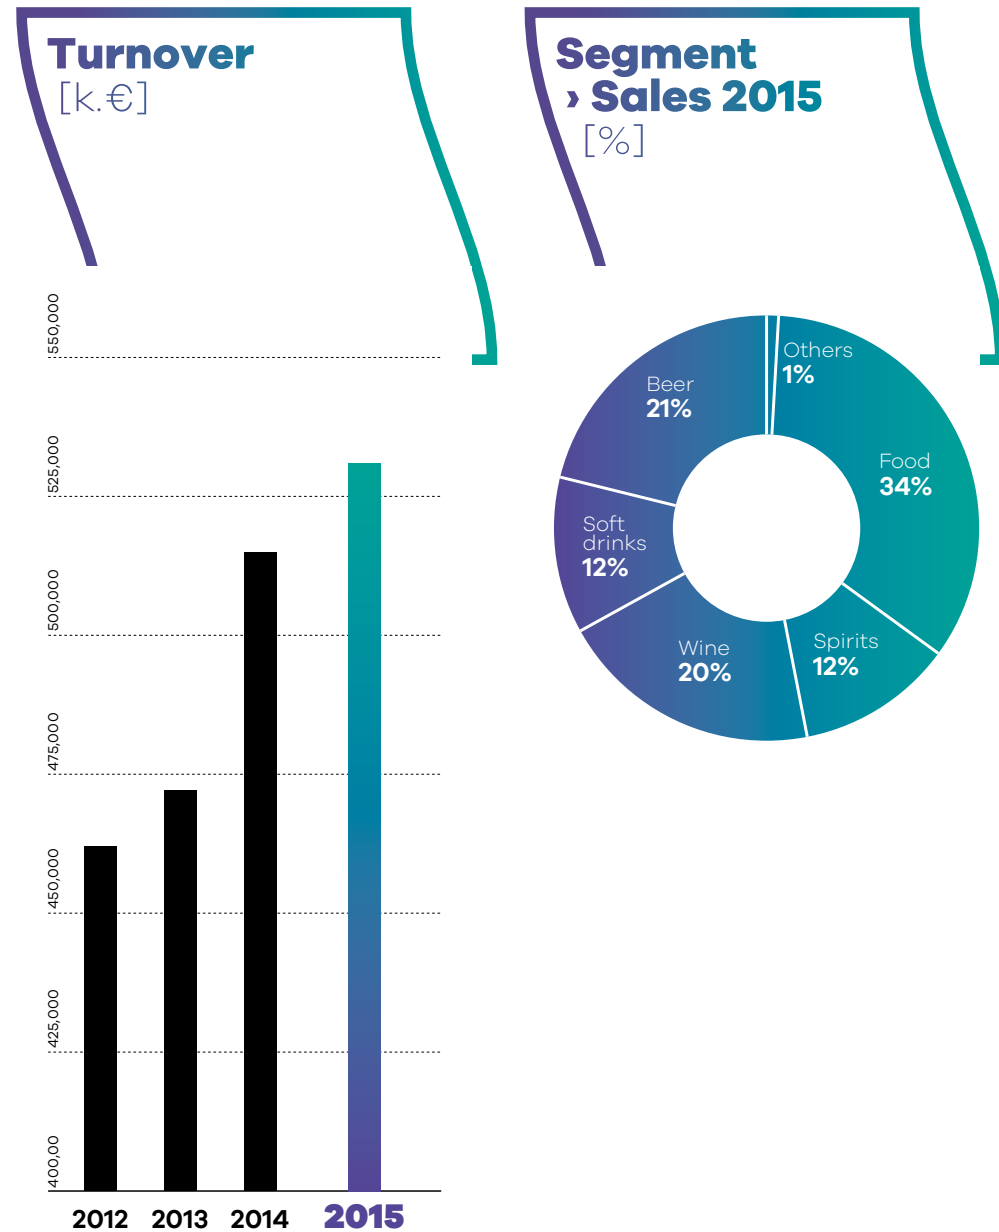 Turnover
[k.€]
550,000
525,000
500,000
475,000
450,000
425,000
400,00
2012 2013 2014 2015
Segment
› Sales 2015
[%]
Others
1%
Beer
21%
Food
34%
Soft
drinks
12%
Wine
20%
Spirits
12%